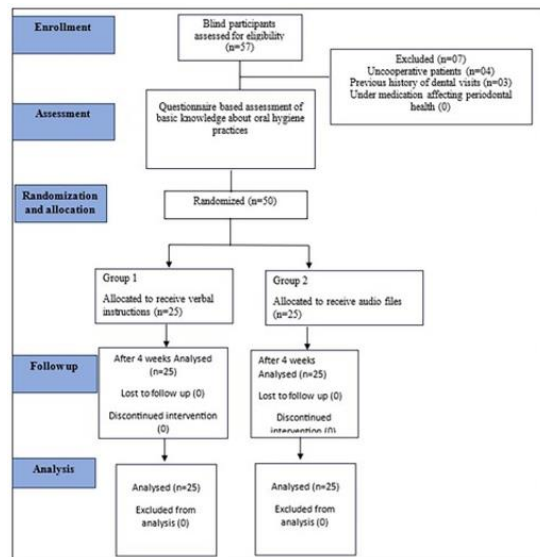 Enrollment
Blind participants
assessed for eligibility
(n=57)
Excluded (n=07)
Uncooperative patients (n=04)
Previous history of dental visits (n=03)
Under medication affecting periodontal
health (0)
Assessment
Questionnaire based assessment of
basic knowledge about oral hygiene
practices
Randomization
and allocation
Randomized (n=50)
Group 1
Allocated to receive verbal
instructions (n=25)
Group 2
Allocated to receive audio files
(n=25)
Follow up
After 4 weeks Analysed
(n=25)
Lost to follow up (0)
Discontinued intervention
(0)
After 4 weeks
Analysed (n=25)
Lost to follow up (0)
Discontinued
intervention (0)
Analysis
Analysed (n=25)
Excluded from
analysis (0)
Analysed (n=25)
Excluded from
analysis (0)